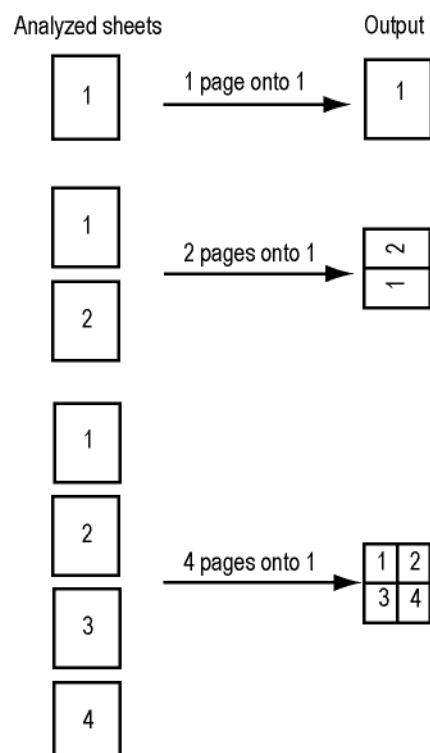 Analyzed sheets Output
1 1 page onto 1 1
1
2
2 pages onto 1
2
1
1
2
3
4
4 pages onto 1
1 2
3 4